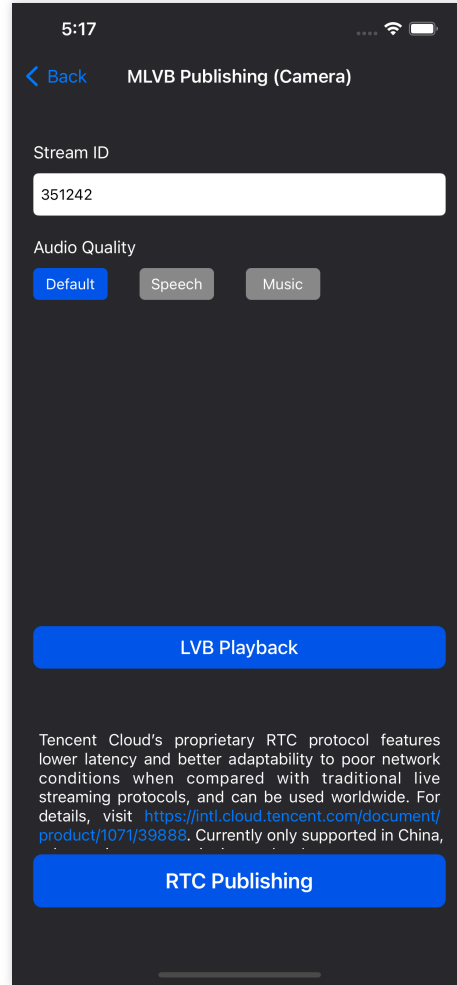 5:17
Back
MLVB Publishing (Camera)
Stream ID
351242
Audio Quality
Default
Speech
Music
LVB Playback
Tencent Cloud’s proprietary RTC protocol features
lower latency and better adaptability to poor network
conditions when compared with traditional live
streaming protocols, and can be used worldwide. For
details, visit https://intl.cloud.tencent.com/document/
product/1071/39888. Currently only supported in China,
RTC Publishing